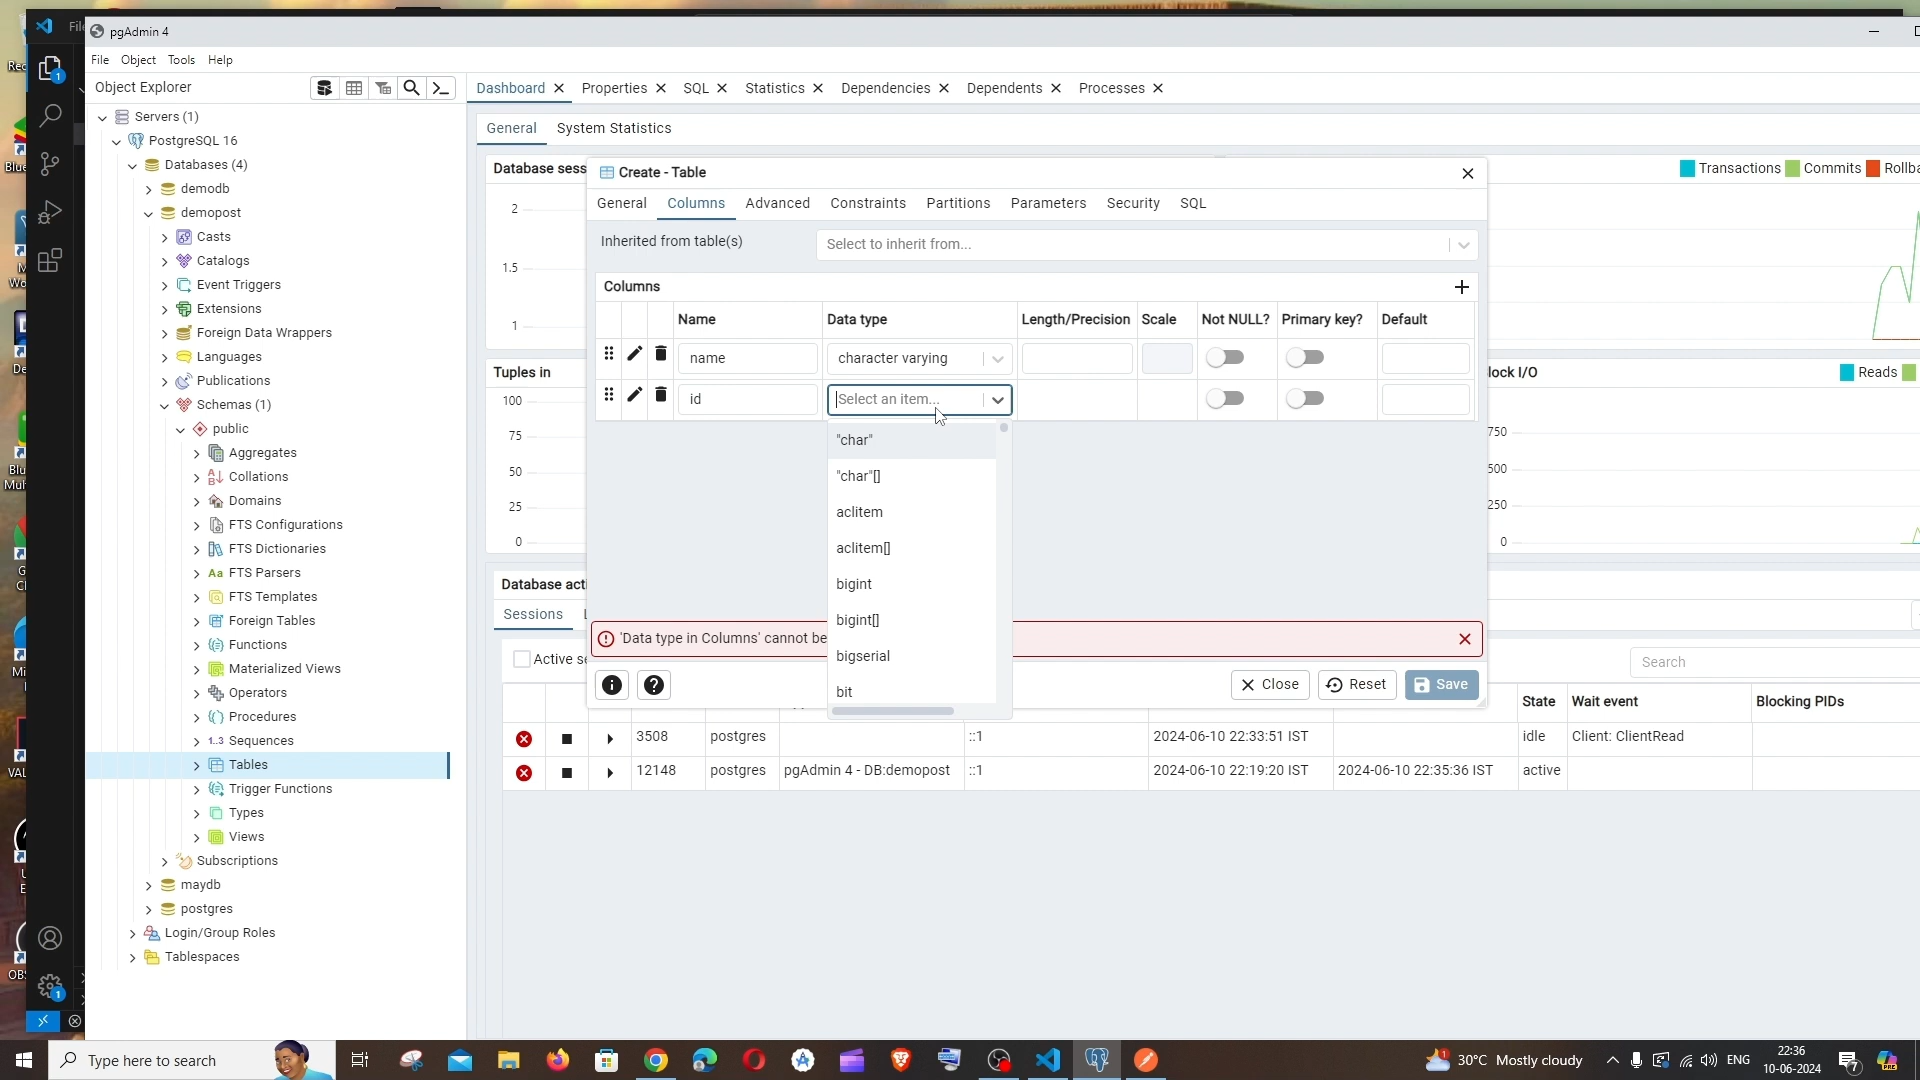 File
pgAdmin 4
File Object Tools Help
Object Explorer
Dashboard Properties SQL Statistics Dependencies Dependents Processes
Servers (1)
PostgreSQL 16
Databases (4)
demodb
demopost
Casts
Catalogs
Event Triggers
Extensions
Foreign Data Wrappers
Languages
Publications
Schemas (1)
public
Aggregates
Collations
Domains
FTS Configurations
FTS Dictionaries
Aa FTS Parsers
FTS Templates
Foreign Tables
Functions
Materialized Views
Operators
Procedures
1..3 Sequences
Tables
Trigger Functions
Types
Views
Subscriptions
maydb
postgres
Login/Group Roles
Tablespaces
General System Statistics
Database sess
Transactions Commits Rollba
2
1.5
1
Tuples in
lock I/O
Reads
100
75
50
25
0
750
500
250
0
Create - Table
General Columns Advanced Constraints Partitions Parameters Security SQL
Inherited from table(s) Select to inherit from...
Columns
Name Data type Length/Precision Scale Not NULL? Primary key? Default
name character varying
id Select an item...
"char"
"char"[]
aclitem
aclitem[]
bigint
bigint[]
bigserial
bit
'Data type in Columns' cannot be
Close Reset Save
Database acti
Sessions
Active se
Search
State Wait event Blocking PIDs
3508 postgres ::1 2024-06-10 22:33:51 IST idle Client: ClientRead
12148 postgres pgAdmin 4 - DB:demopost ::1 2024-06-10 22:19:20 IST 2024-06-10 22:35:36 IST active
Type here to search
30°C Mostly cloudy
ENG
22:36
10-06-2024
7